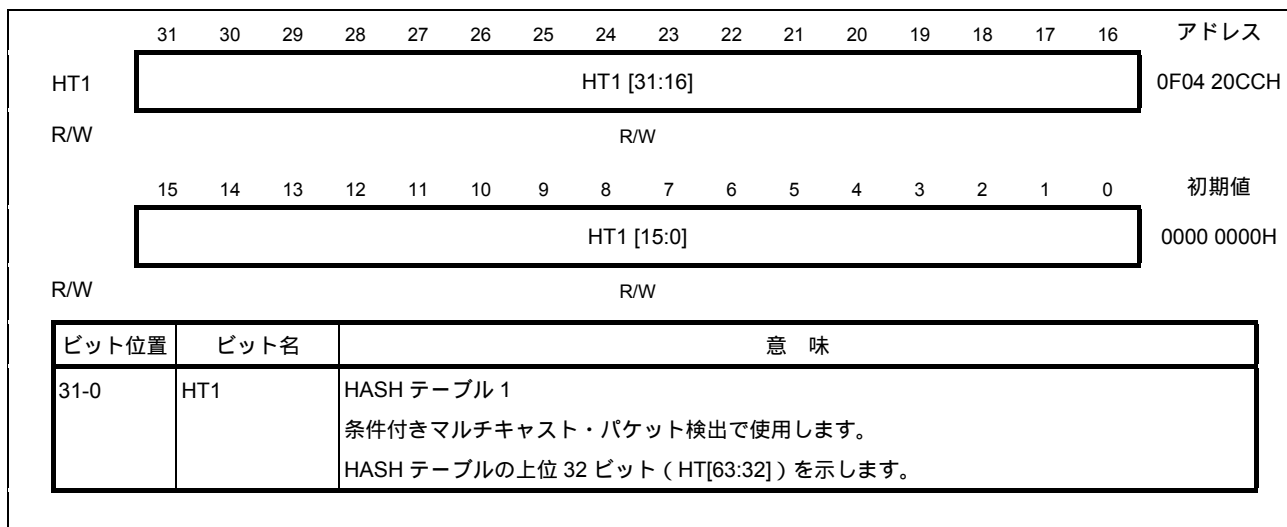 31 30 29 28 27 26 25 24 23 22 21 20 19 18 17 16 アドレス
HT1 HT1 [31:16] 0F04 20CCH
R/W R/W
15 14 13 12 11 10 9 8 7 6 5 4 3 2 1 0 初期値
HT1 [15:0] 0000 0000H
R/W R/W
ビット位置 ビット名 意 味
31-0 HT1 HASH テーブル 1
条件付きマルチキャスト・パケット検出で使用します。
HASH テーブルの上位 32 ビット ( HT[63:32] ) を示します。